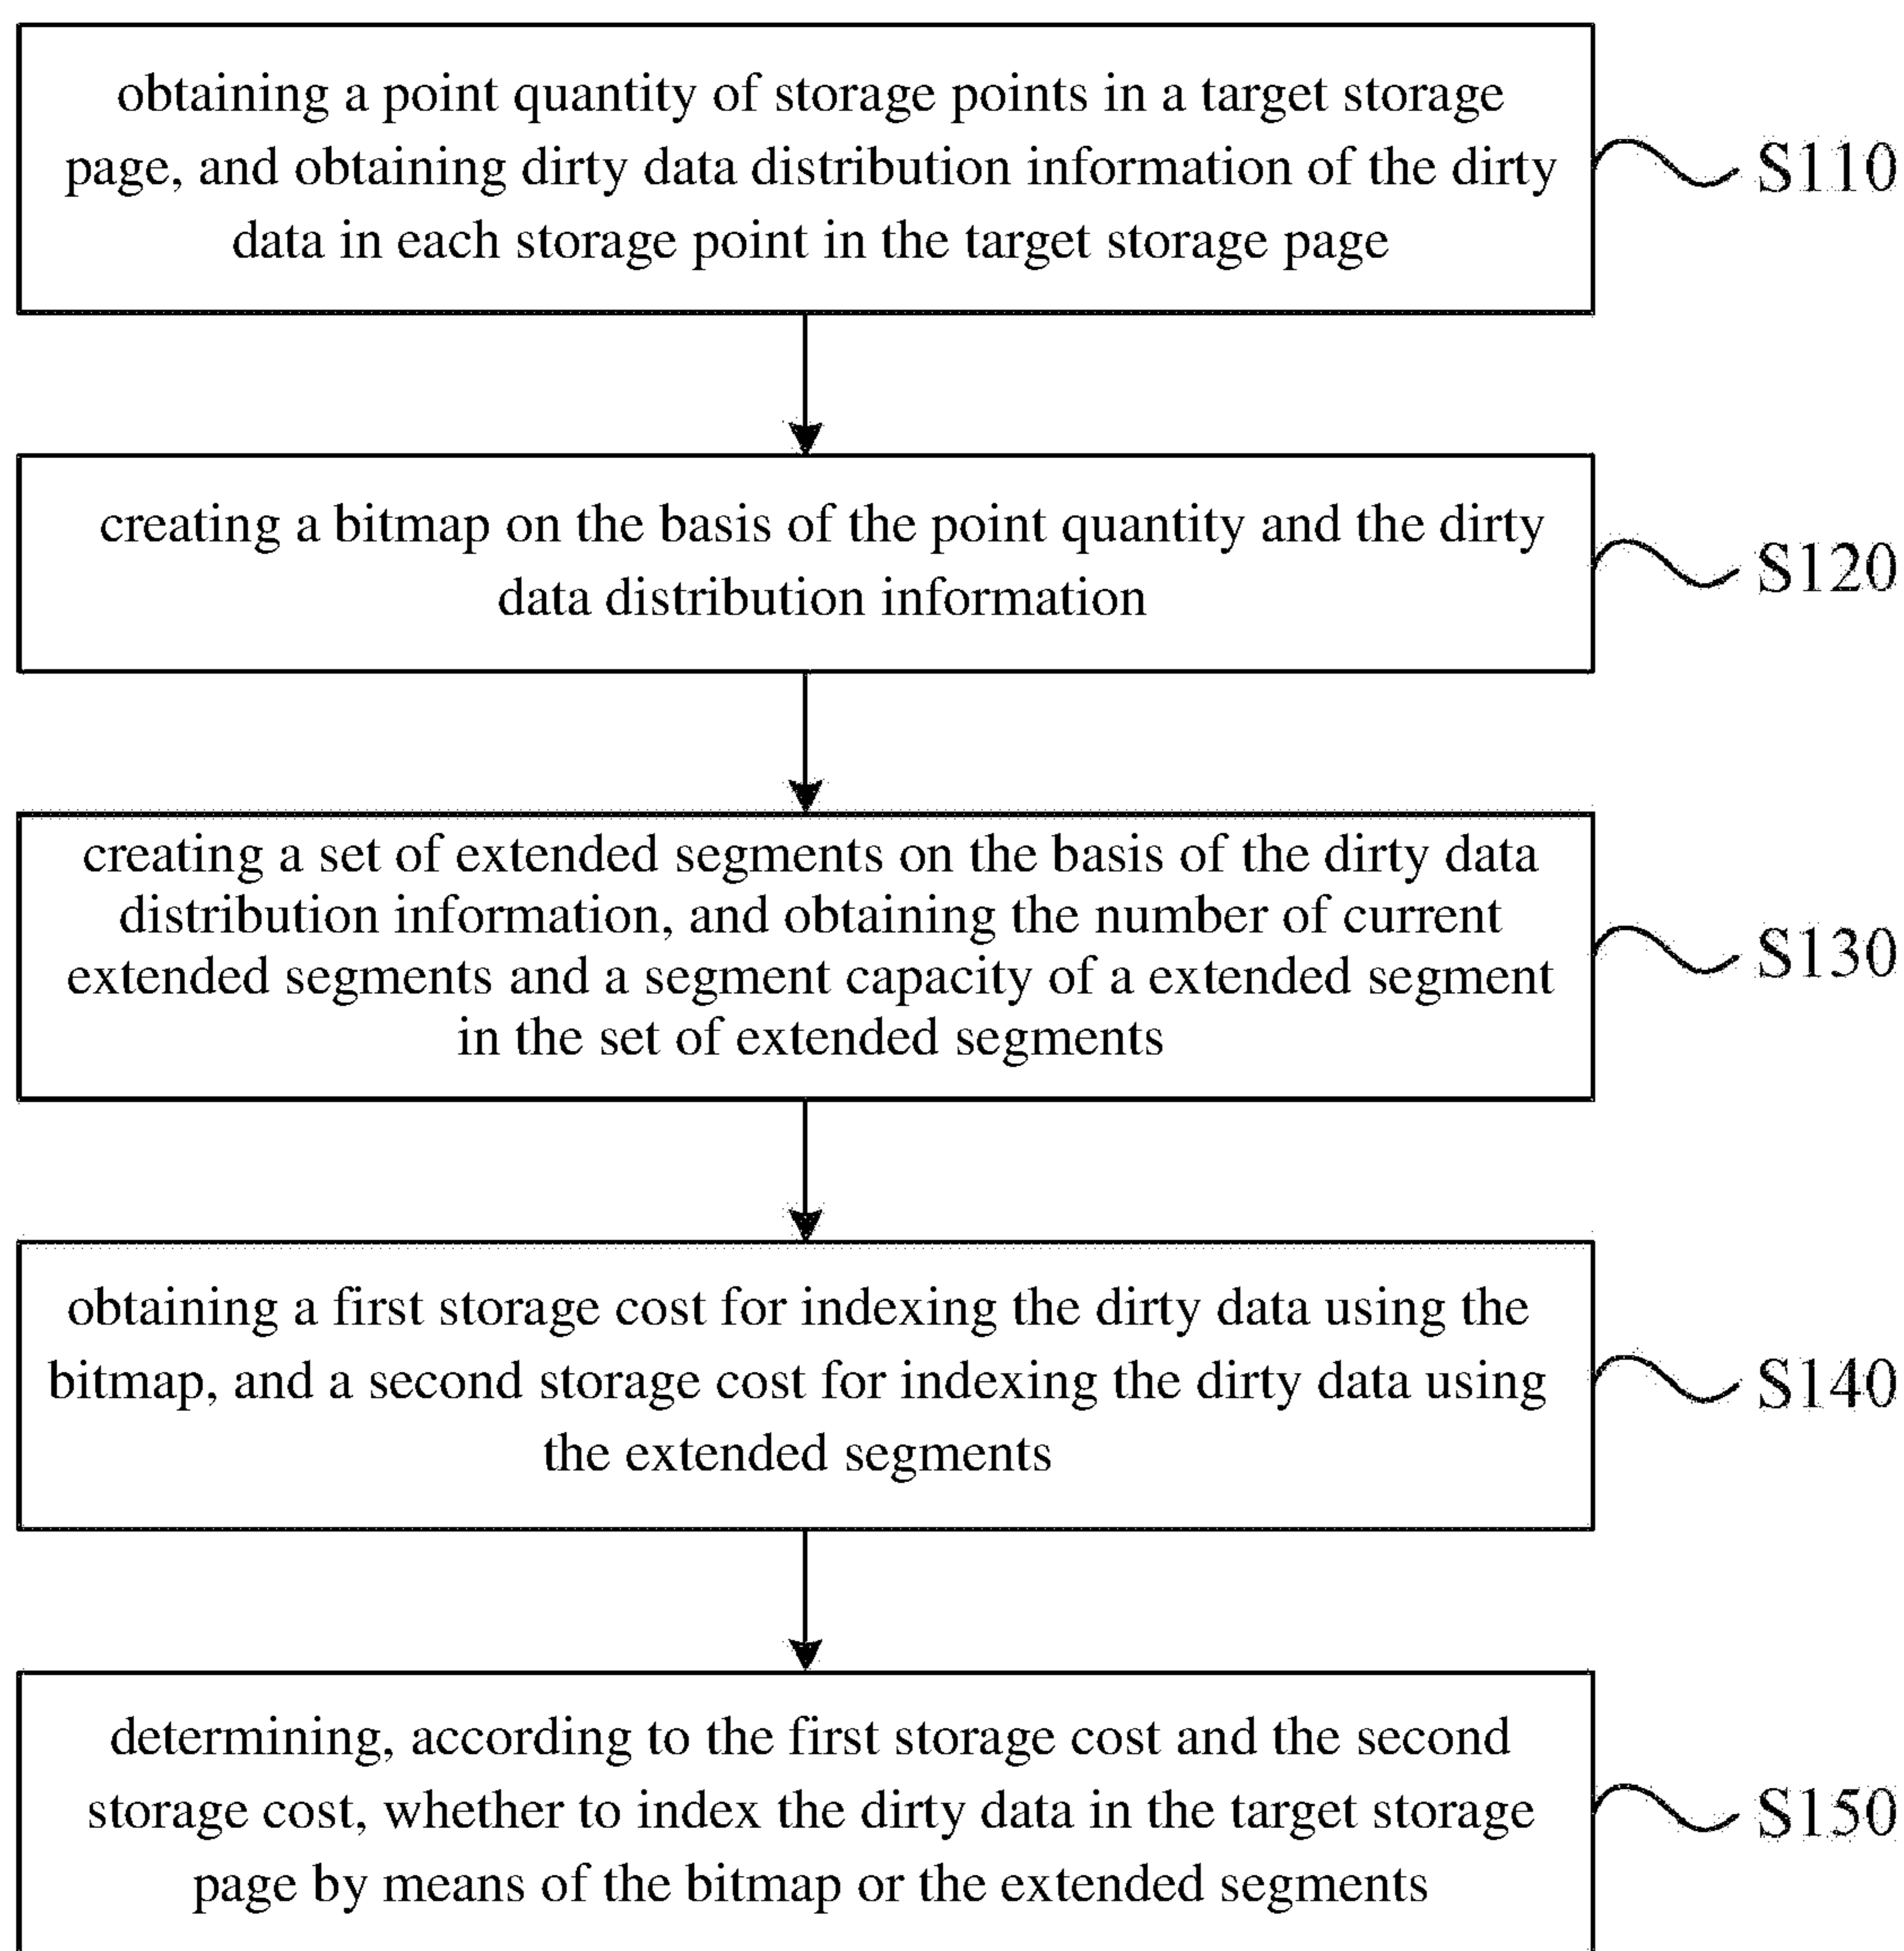 obtaining a point quantity of storage points in a target storage
page, and obtaining dirty data distribution information of the dirty
data in each storage point in the target storage page
S110
creating a bitmap on the basis of the point quantity and the dirty
data distribution information
S120
creating a set of extended segments on the basis of the dirty data
distribution information, and obtaining the number of current
extended segments and a segment capacity of a extended segment
in the set of extended segments
S130
obtaining a first storage cost for indexing the dirty data using the
bitmap, and a second storage cost for indexing the dirty data using
the extended segments
S140
determining, according to the first storage cost and the second
storage cost, whether to index the dirty data in the target storage
page by means of the bitmap or the extended segments
S150